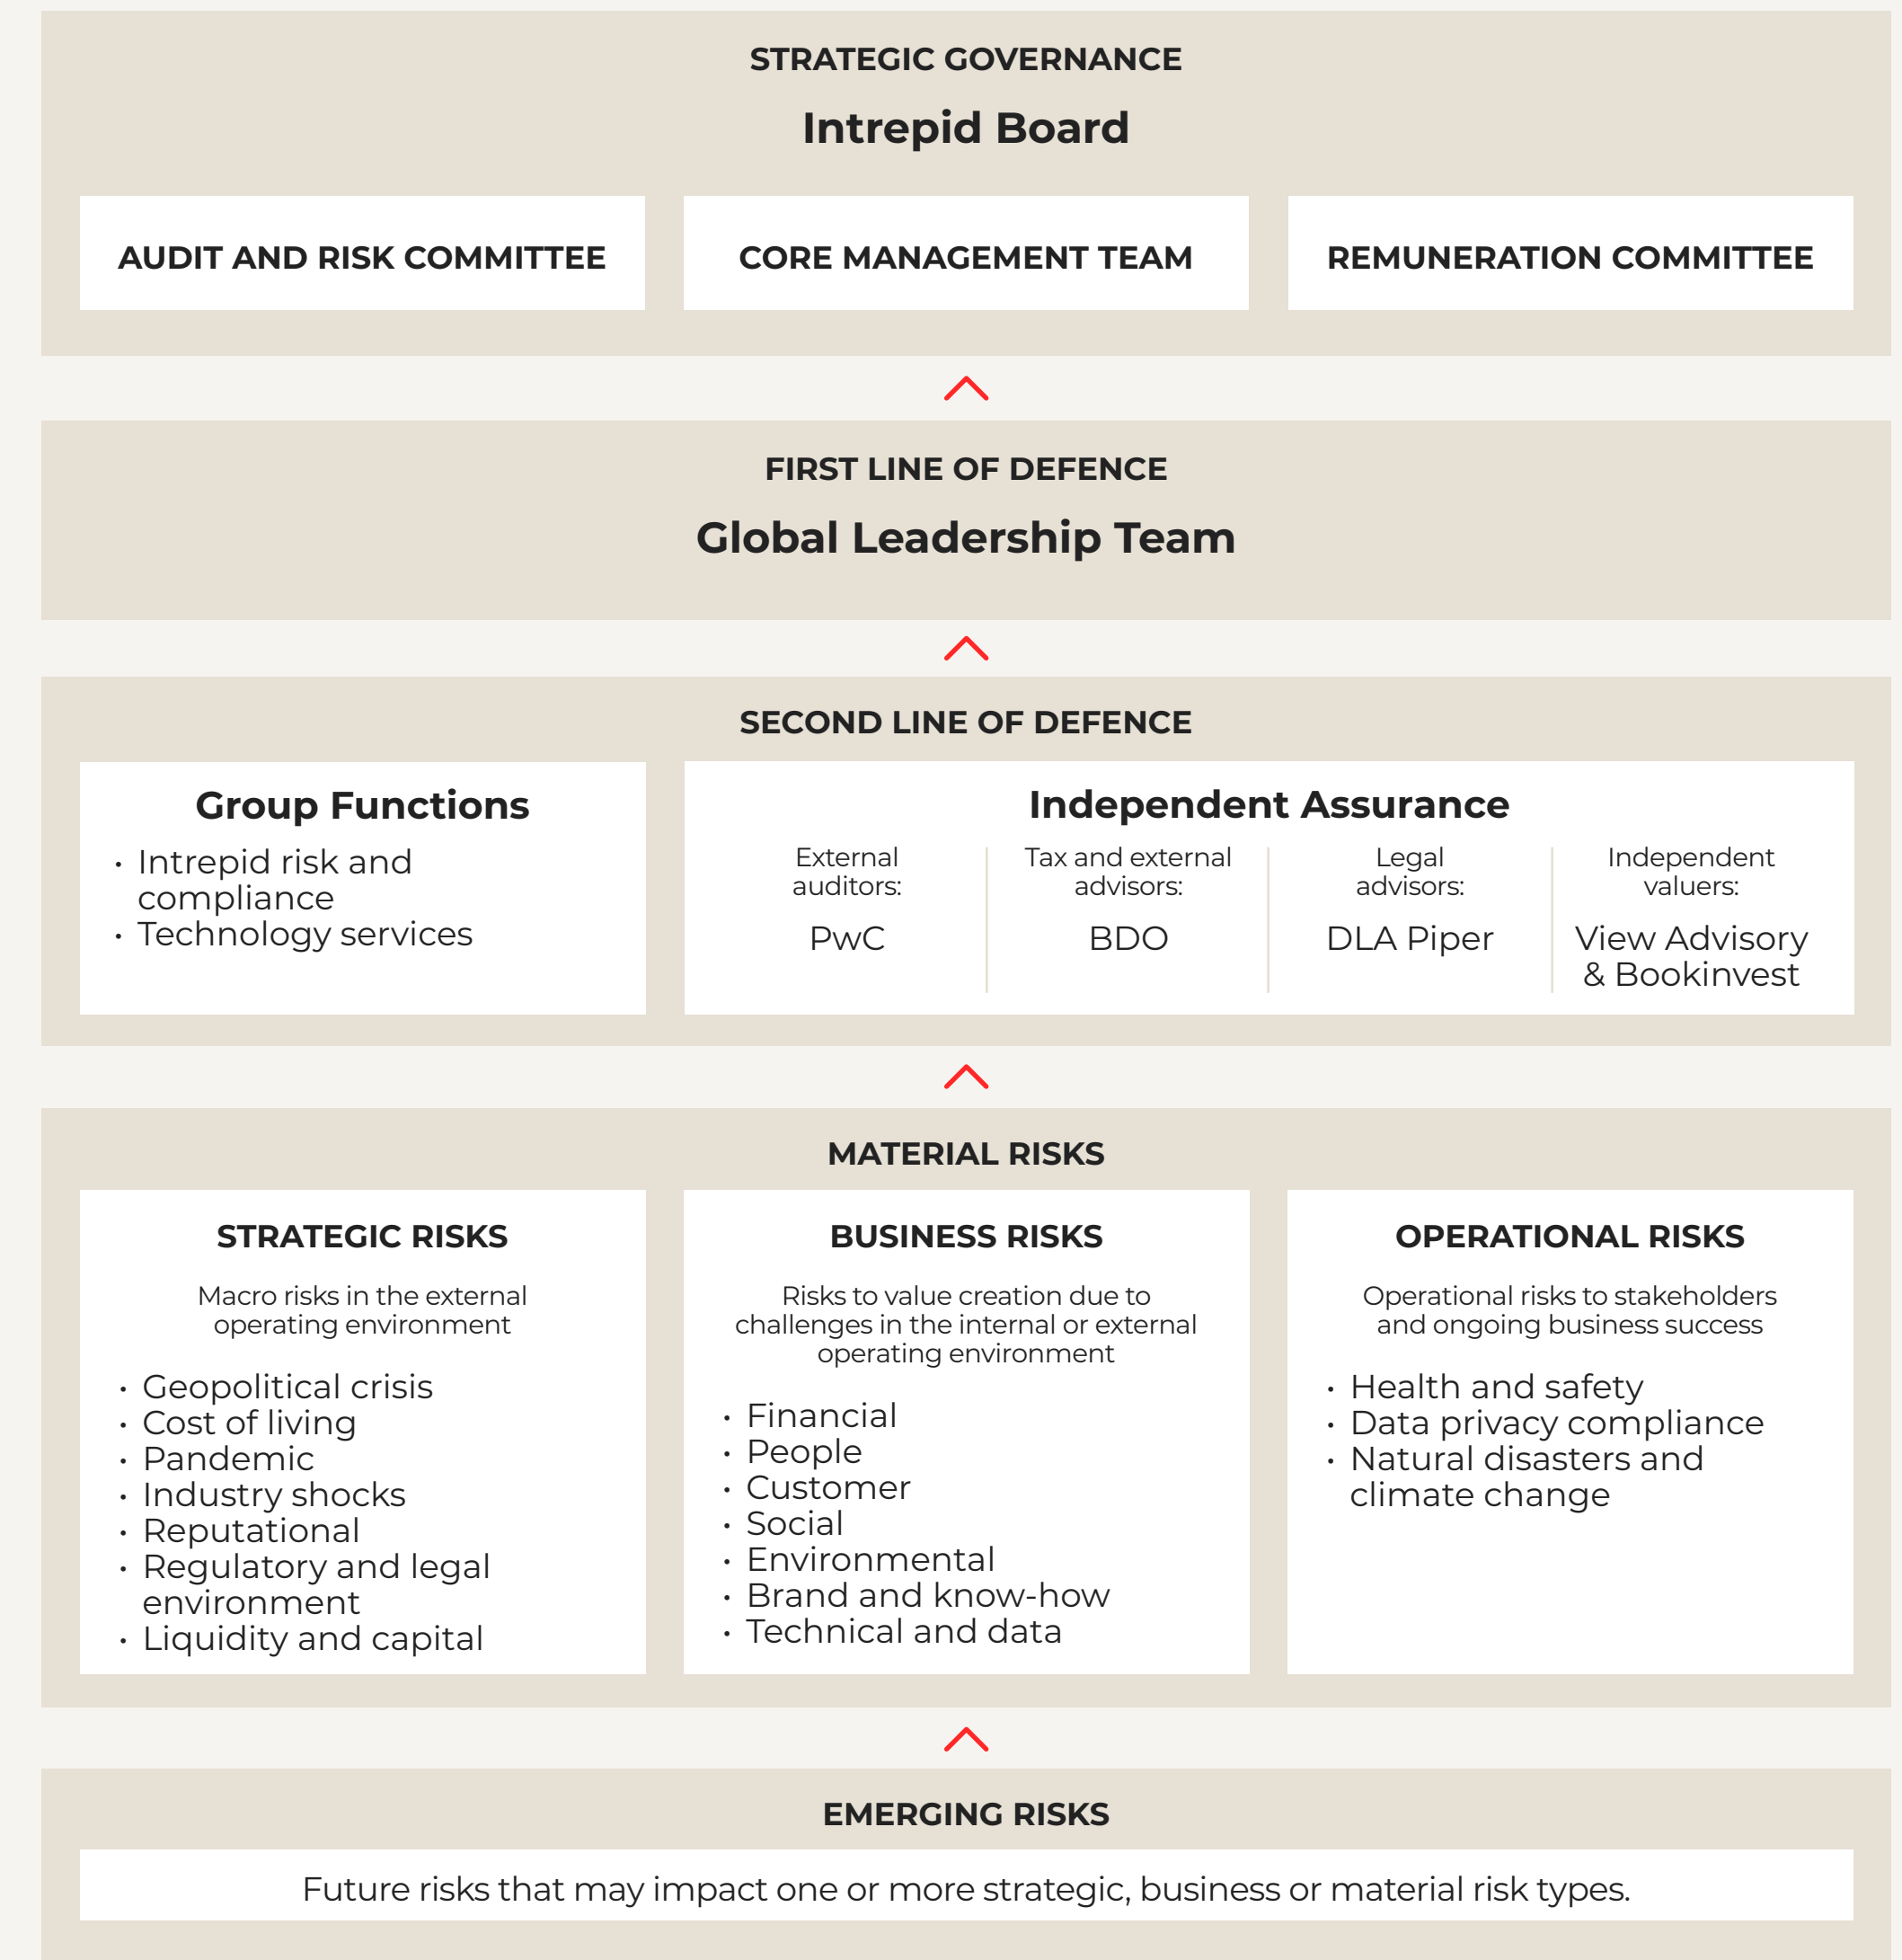 STRATEGIC GOVERNANCE
Intrepid Board
AUDIT AND RISK COMMITTEE
CORE MANAGEMENT TEAM
REMUNERATION COMMITTEE
FIRST LINE OF DEFENCE
Global Leadership Team
SECOND LINE OF DEFENCE
Group Functions
• Intrepid risk and
compliance
• Technology services
Independent Assurance
External
auditors:
PwC
Tax and external
advisors:
BDO
Legal
advisors:
DLA Piper
Independent
valuers:
View Advisory
& Bookinvest
MATERIAL RISKS
STRATEGIC RISKS
Macro risks in the external
operating environment
• Geopolitical crisis
• Cost of living
• Pandemic
• Industry shocks
• Reputational
• Regulatory and legal
environment
• Liquidity and capital
BUSINESS RISKS
Risks to value creation due to
challenges in the internal or external
operating environment
• Financial
• People
• Customer
• Social
• Environmental
• Brand and know-how
• Technical and data
OPERATIONAL RISKS
Operational risks to stakeholders
and ongoing business success
• Health and safety
• Data privacy compliance
• Natural disasters and
climate change
EMERGING RISKS
Future risks that may impact one or more strategic, business or material risk types.